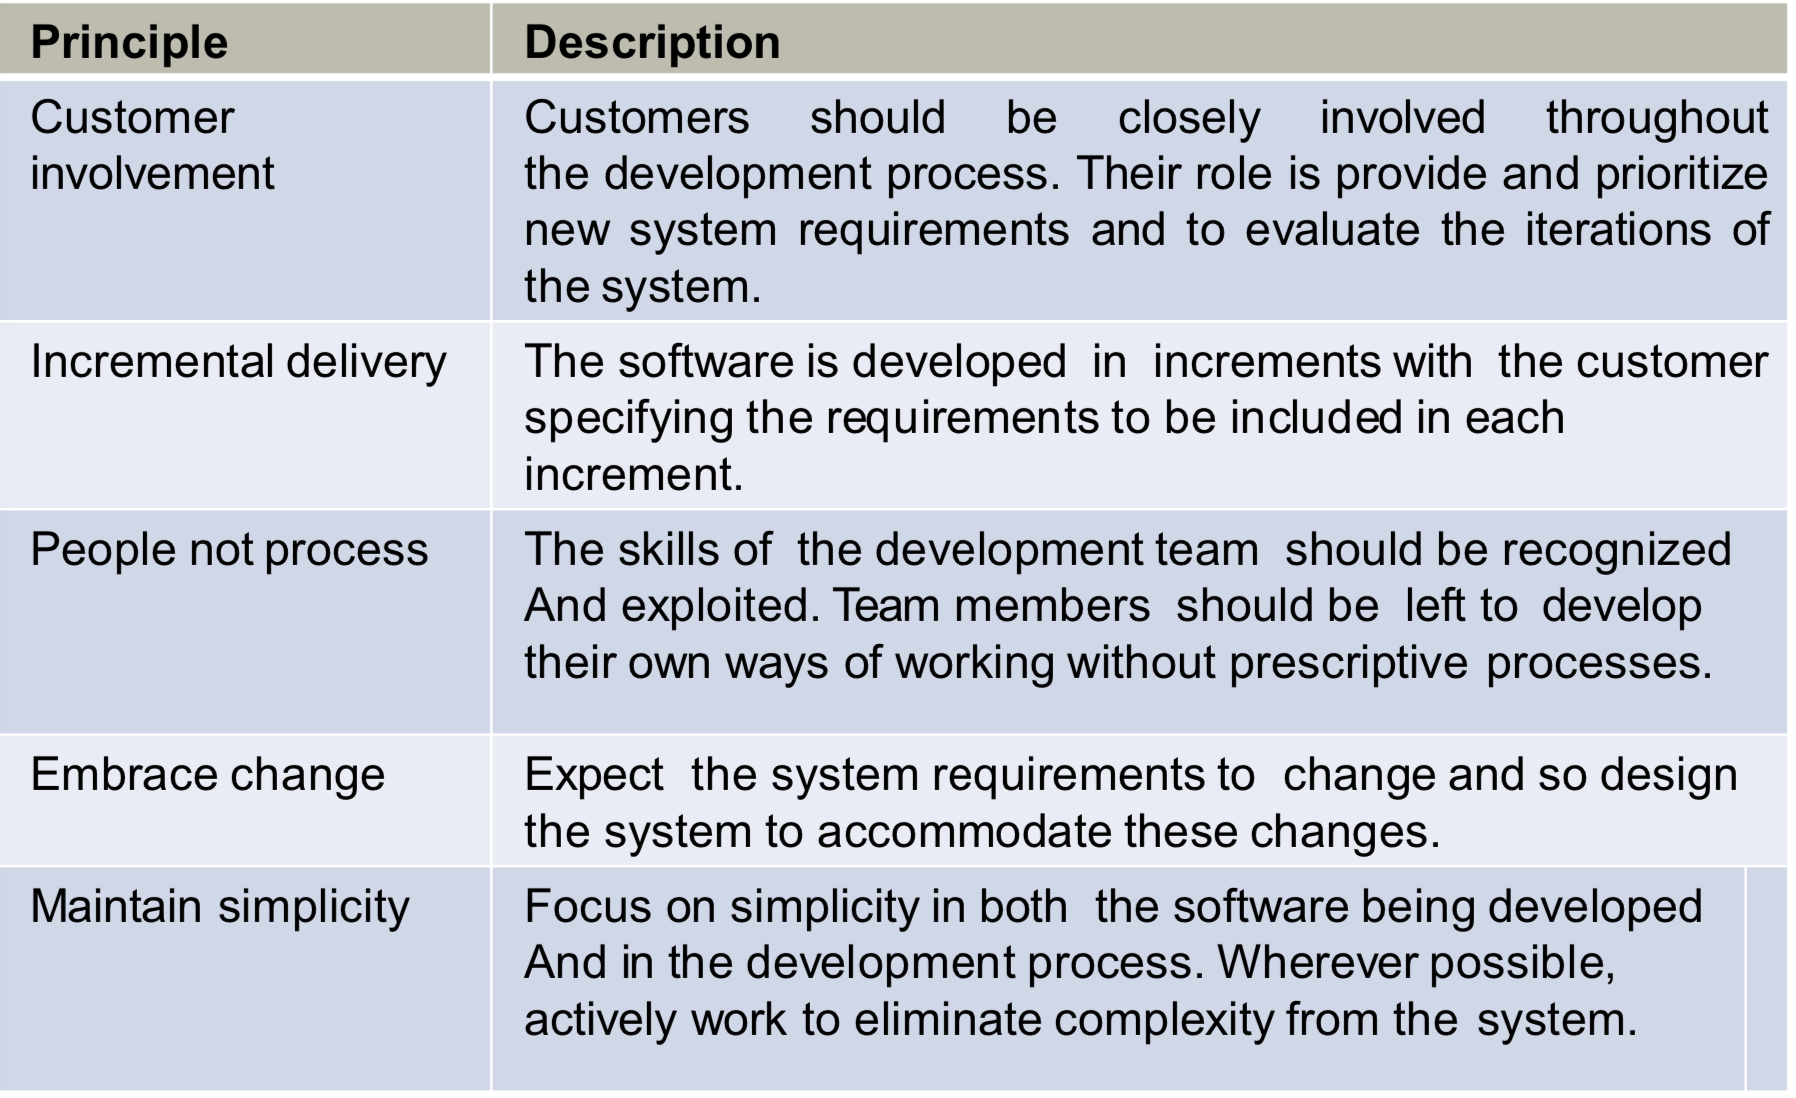 Principle
Description
Customer
involvement
Customers should be closely involved throughout
the development process. Their role is provide and prioritize
new system requirements and to evaluate the iterations of
the system.
Incremental delivery
The software is developed in increments with the customer
specifying the requirements to be included in each
increment.
People not process
The skills of the development team should be recognized
And exploited. Team members should be left to develop
their own ways of working without prescriptive processes.
Embrace change
Expect the system requirements to change and so design
the system to accommodate these changes.
Maintain simplicity
Focus on simplicity in both the software being developed
And in the development process. Wherever possible,
actively work to eliminate complexity from the system.